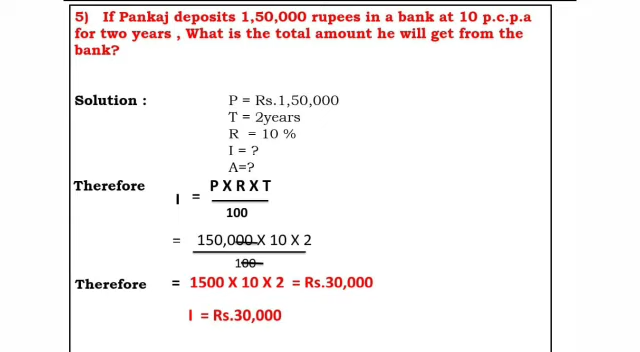 5) If Pankaj deposits 1,50,000 rupees in a bank at 10 p.c.p.a
for two years , What is the total amount he will get from the
bank?
Solution :
P = Rs.1,50,000
T = 2years
R = 10 %
I = ?
A=?
Therefore
I = P X R X T
100
= 150,000 X 10 X 2
100
Therefore = 1500 X 10 X 2 = Rs.30,000
I = Rs.30,000